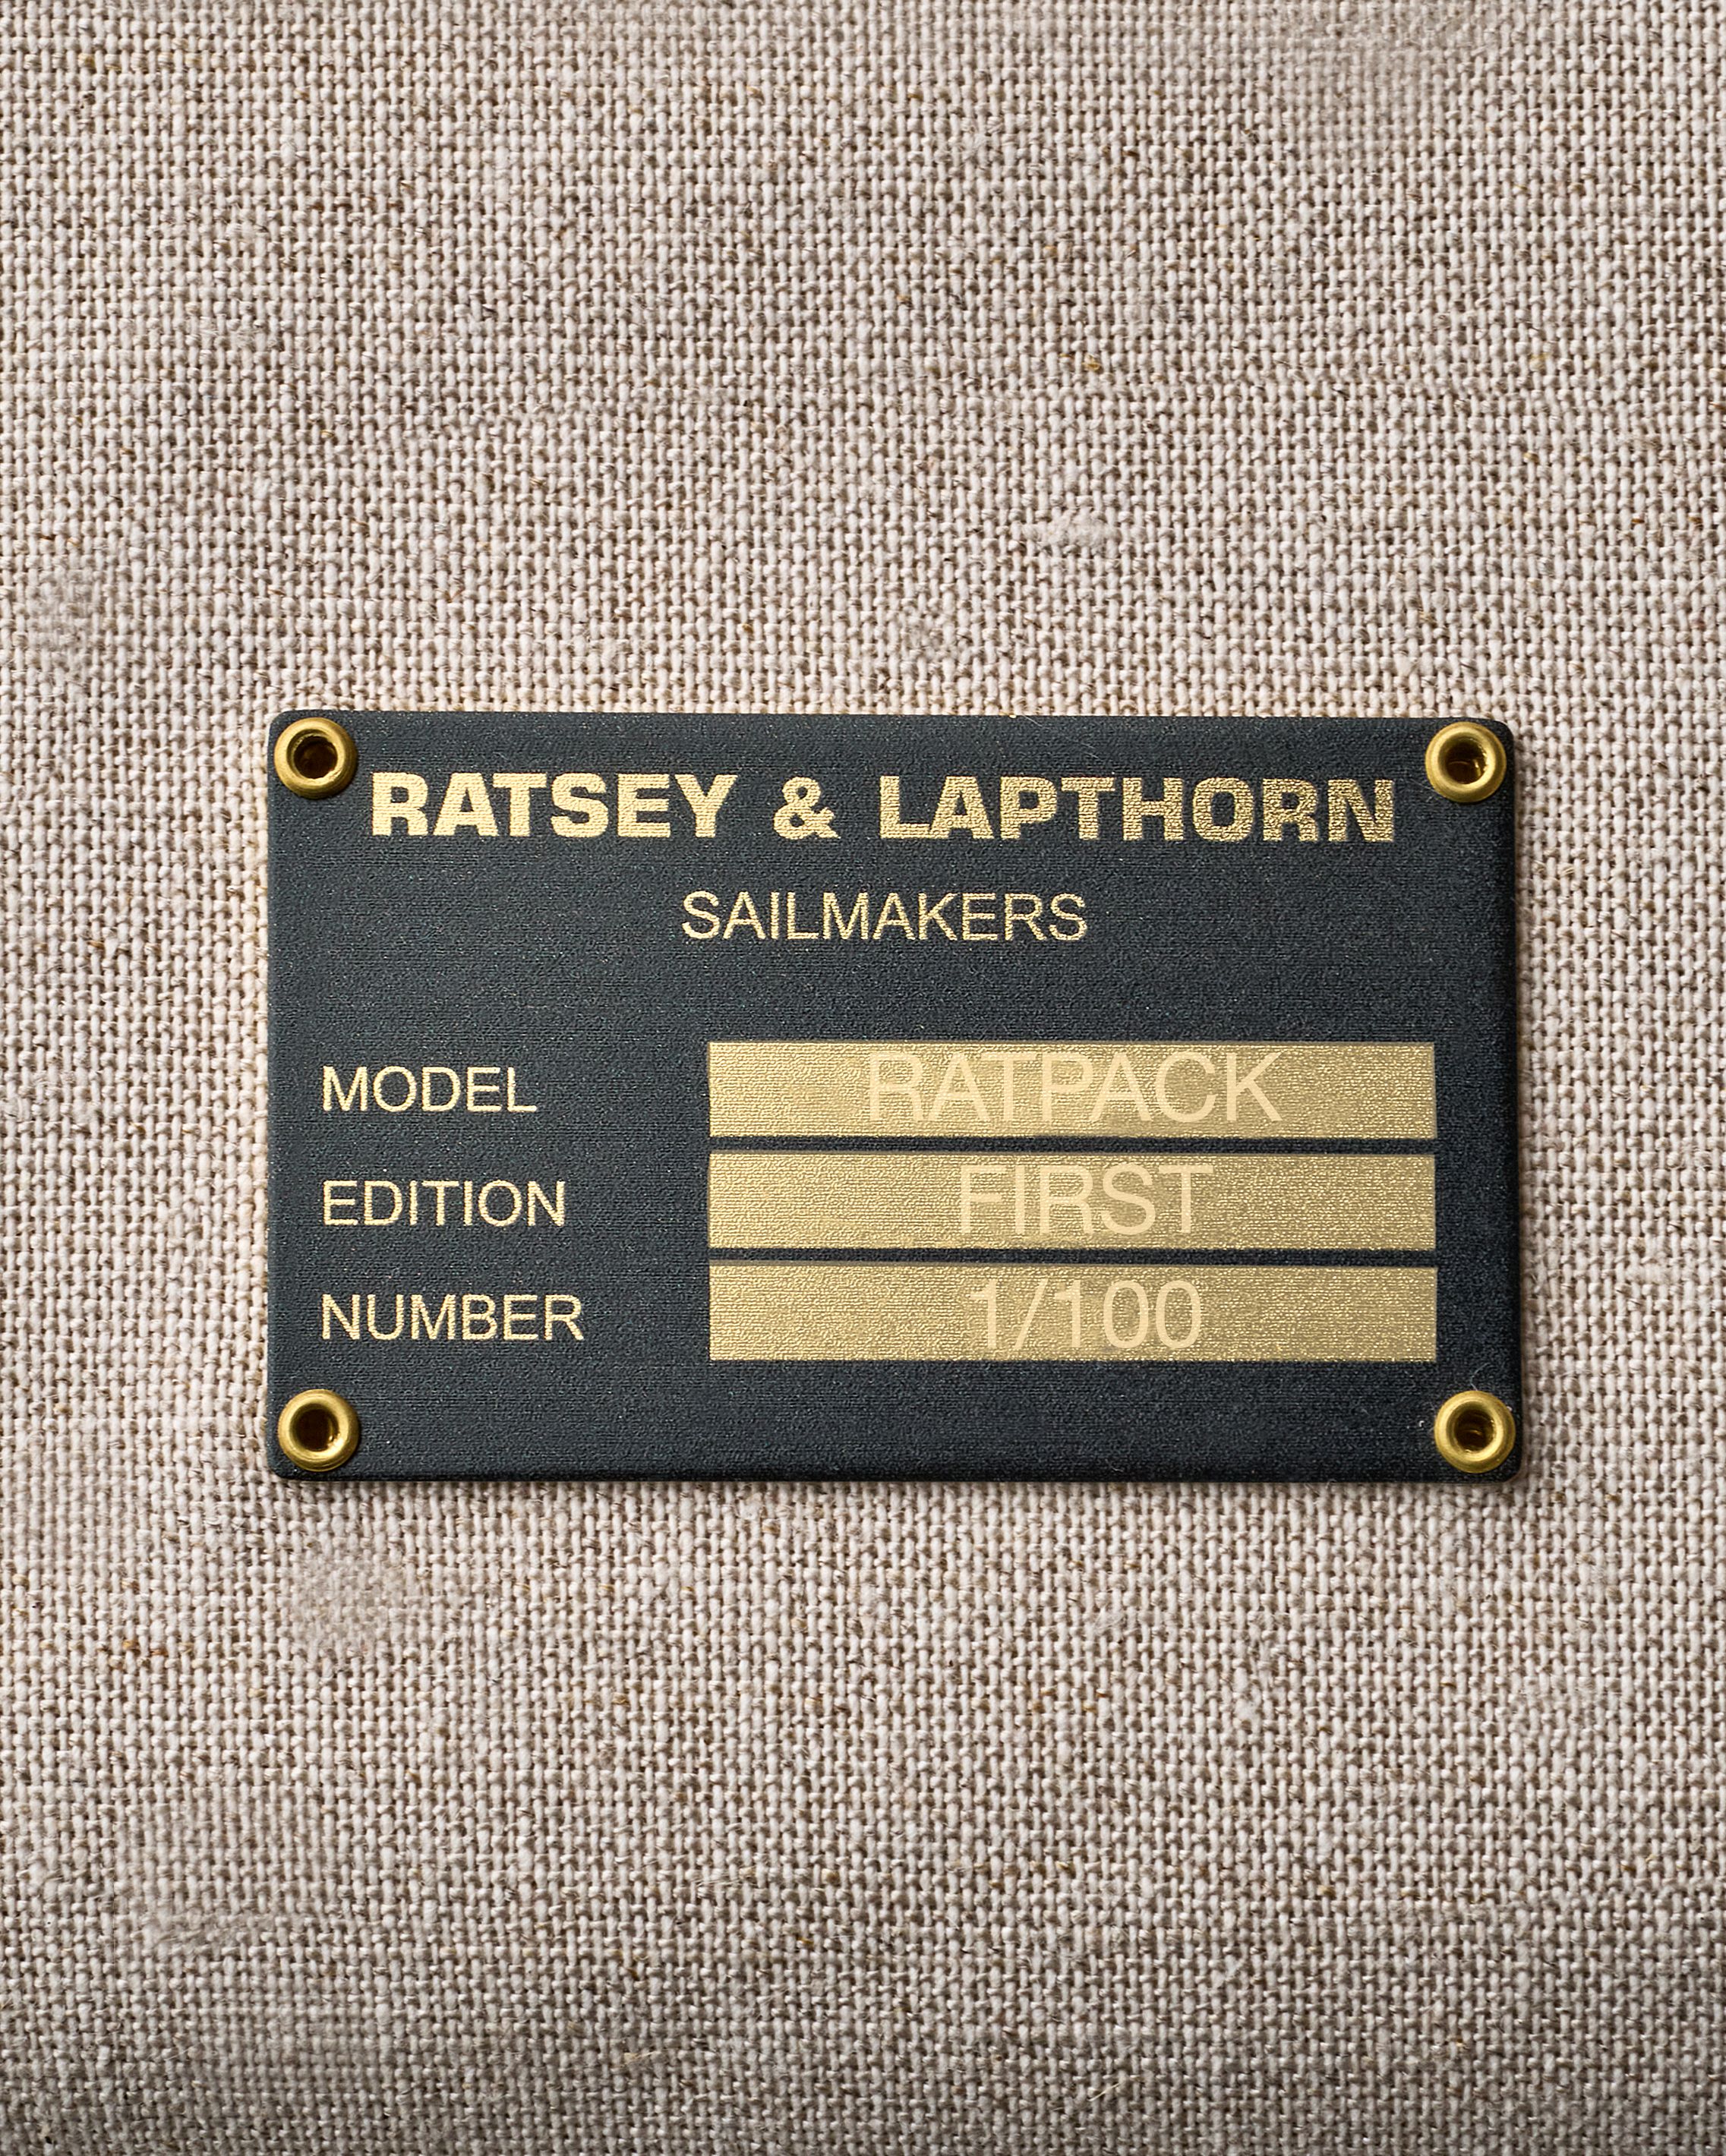 RATSEY & LAPTHORN
SAILMAKERS
MODEL RATPACK
EDITION FIRST
NUMBER 1/100